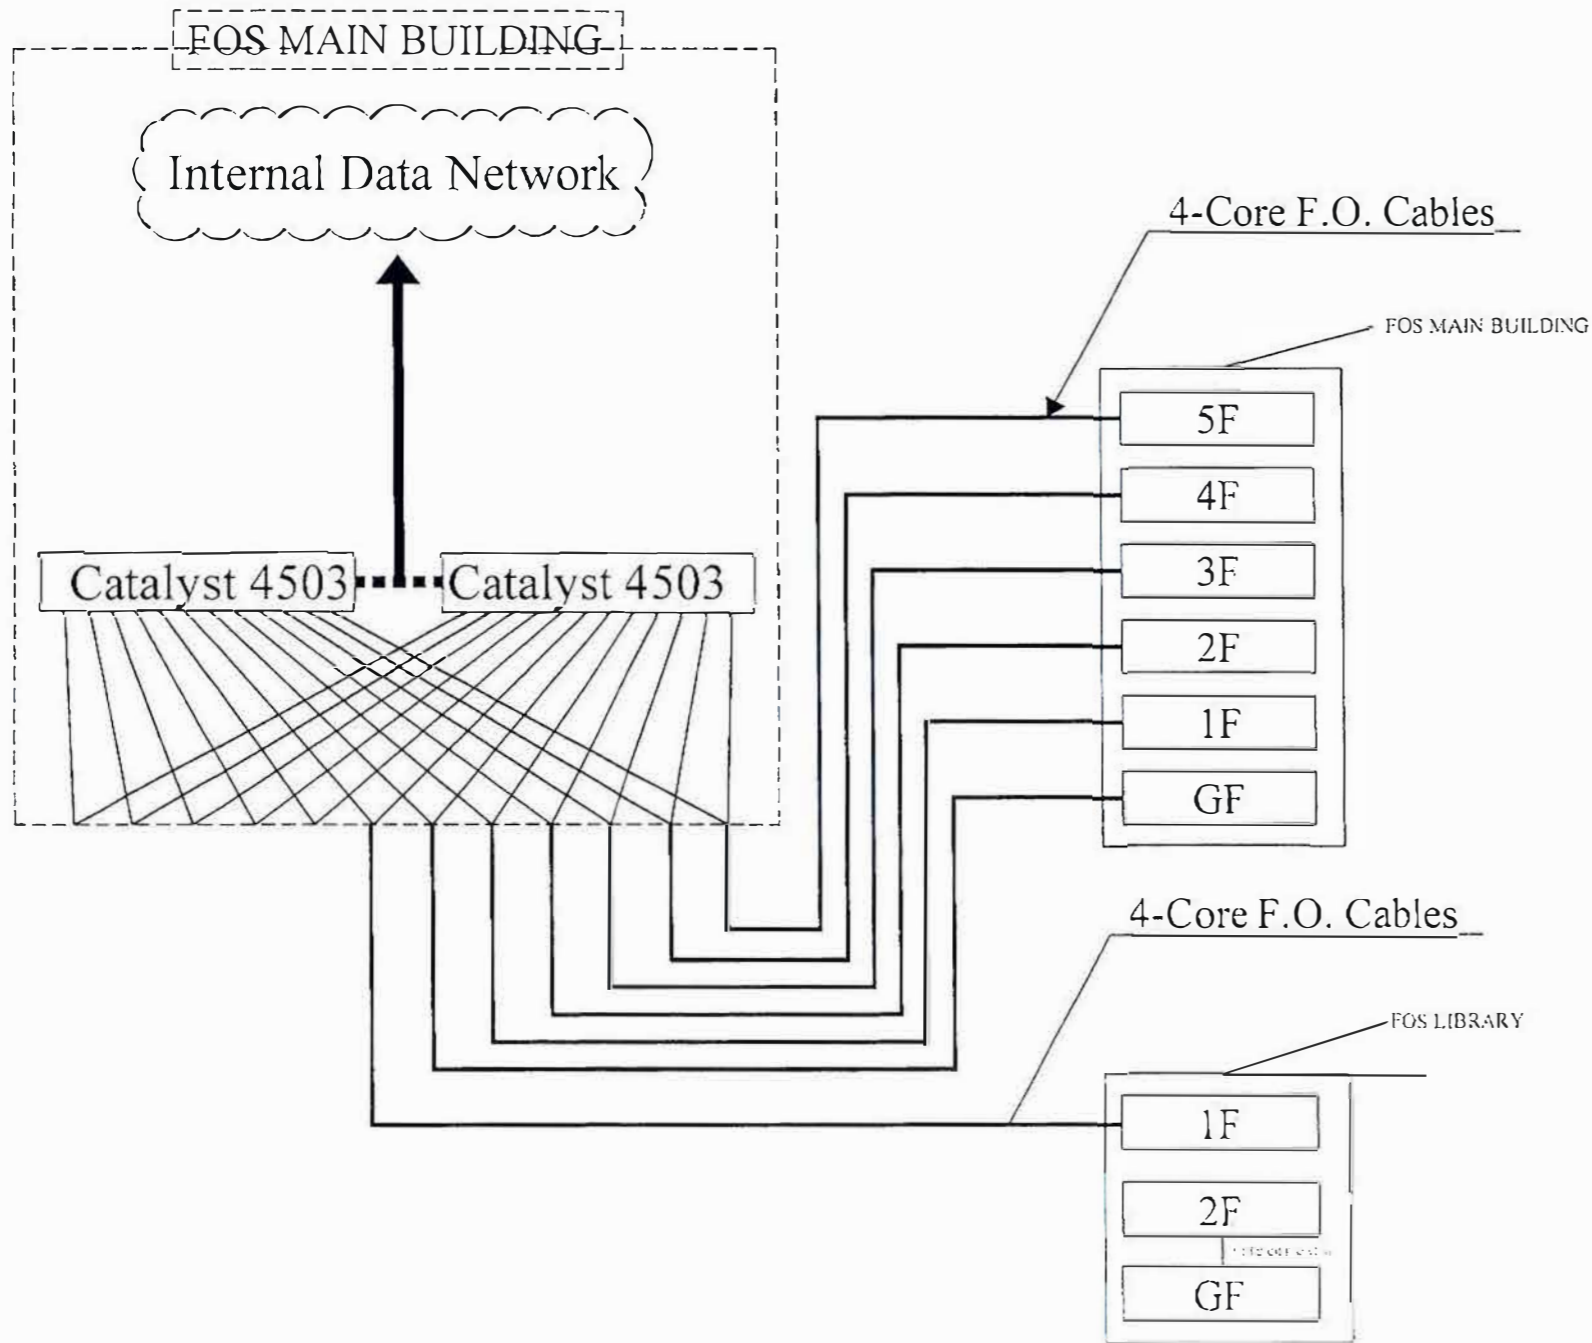 FOS MAIN BUILDING
Internal Data Network
4-Core F.O. Cables
FOS MAIN BUILDING
5F
4F
Catalyst 4503
Catalyst 4503
3F
2F
1F
GF
4-Core F.O. Cables
FOS LIBRARY
1F
2F
GF